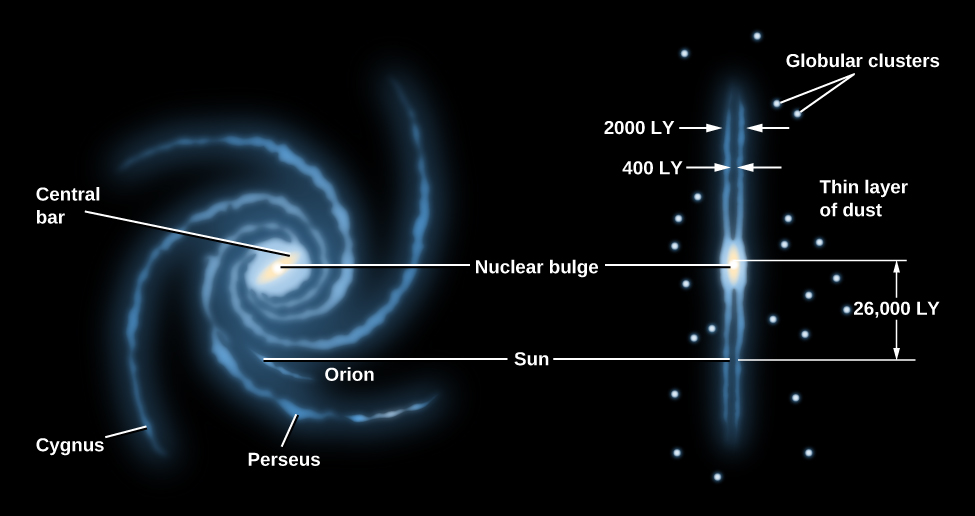 Globular clusters
2000 LY
400 LY
Thin layer
of dust
Central
bar
Nuclear bulge
26,000 LY
Sun
Orion
Cygnus
Perseus